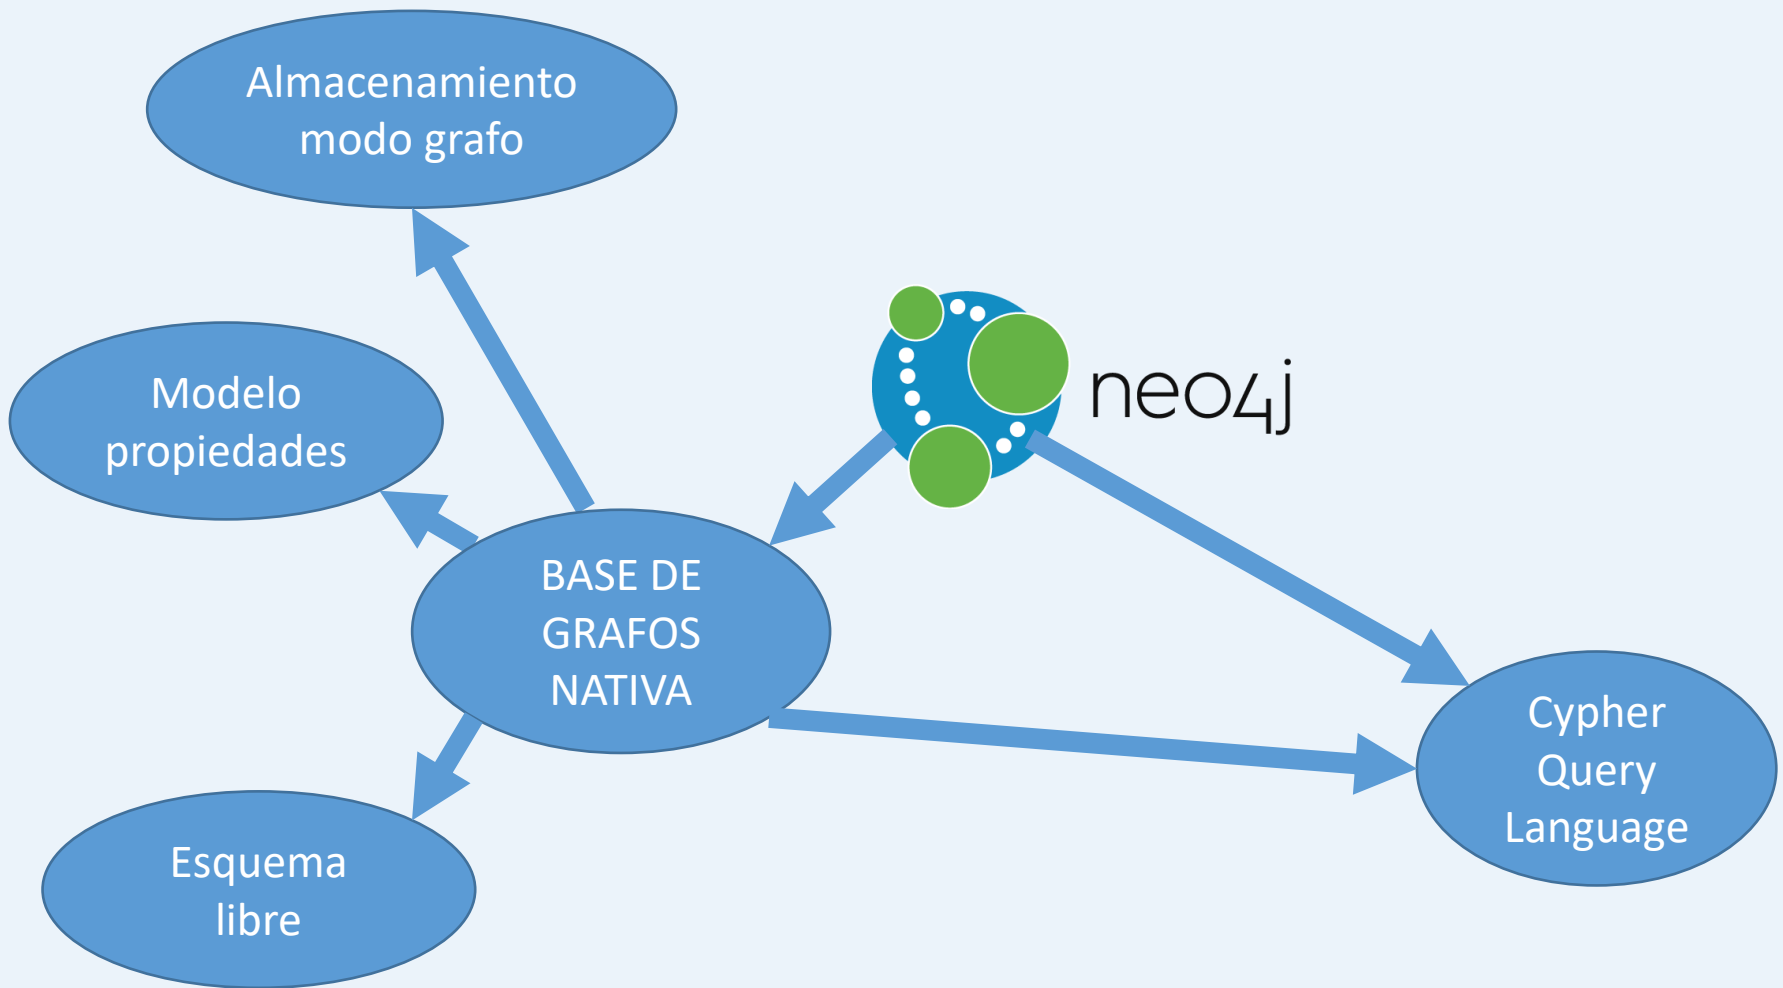 Almacenamiento
modo grafo
Modelo
propiedades
neo4j
BASE DE
GRAFOS
NATIVA
Cypher
Query
Language
Esquema
libre